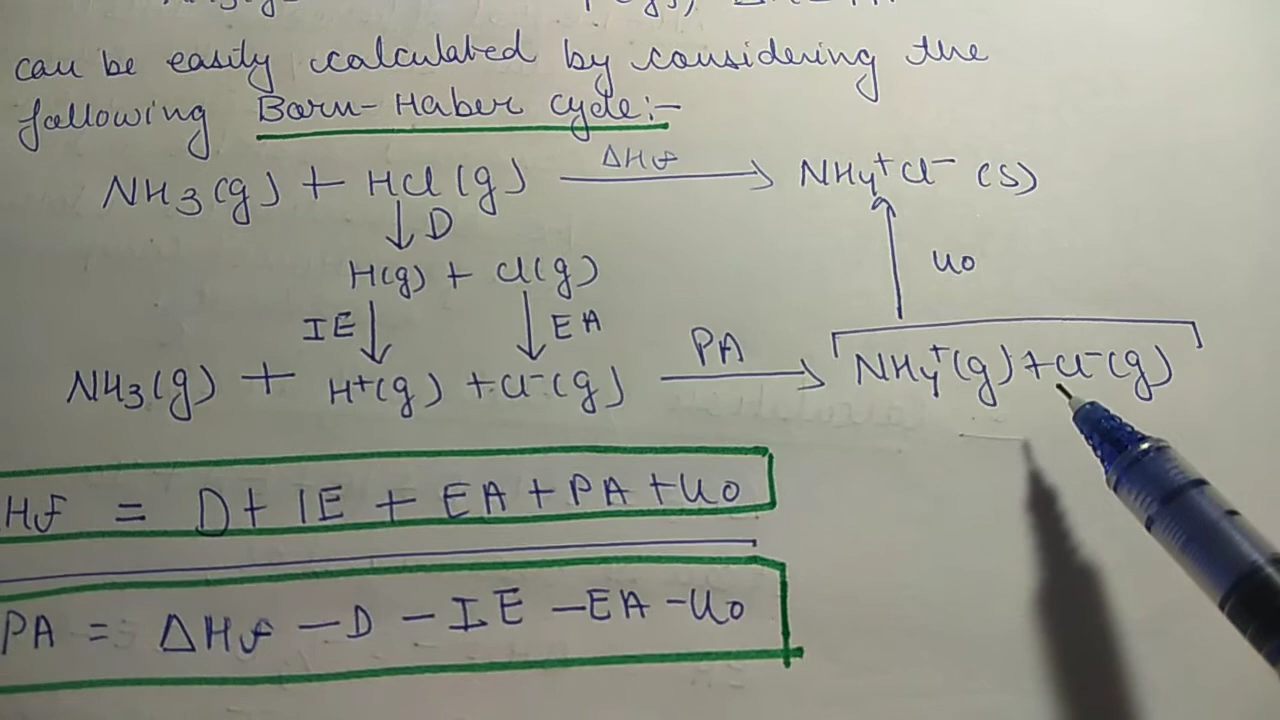 can be easily calculated by considering the
following Born-Haber cycle:-
NH3(g) + HCl(g) ΔHf NH4+Cl- (S)
D
H(g) + Cl(g)
U0
IE EA
NH3(g) + H+(g) + Cl-(g) PA NH4+(g) + Cl-(g)
Hf = D + IE + EA + PA + U0
PA = ΔHf - D - IE - EA - U0